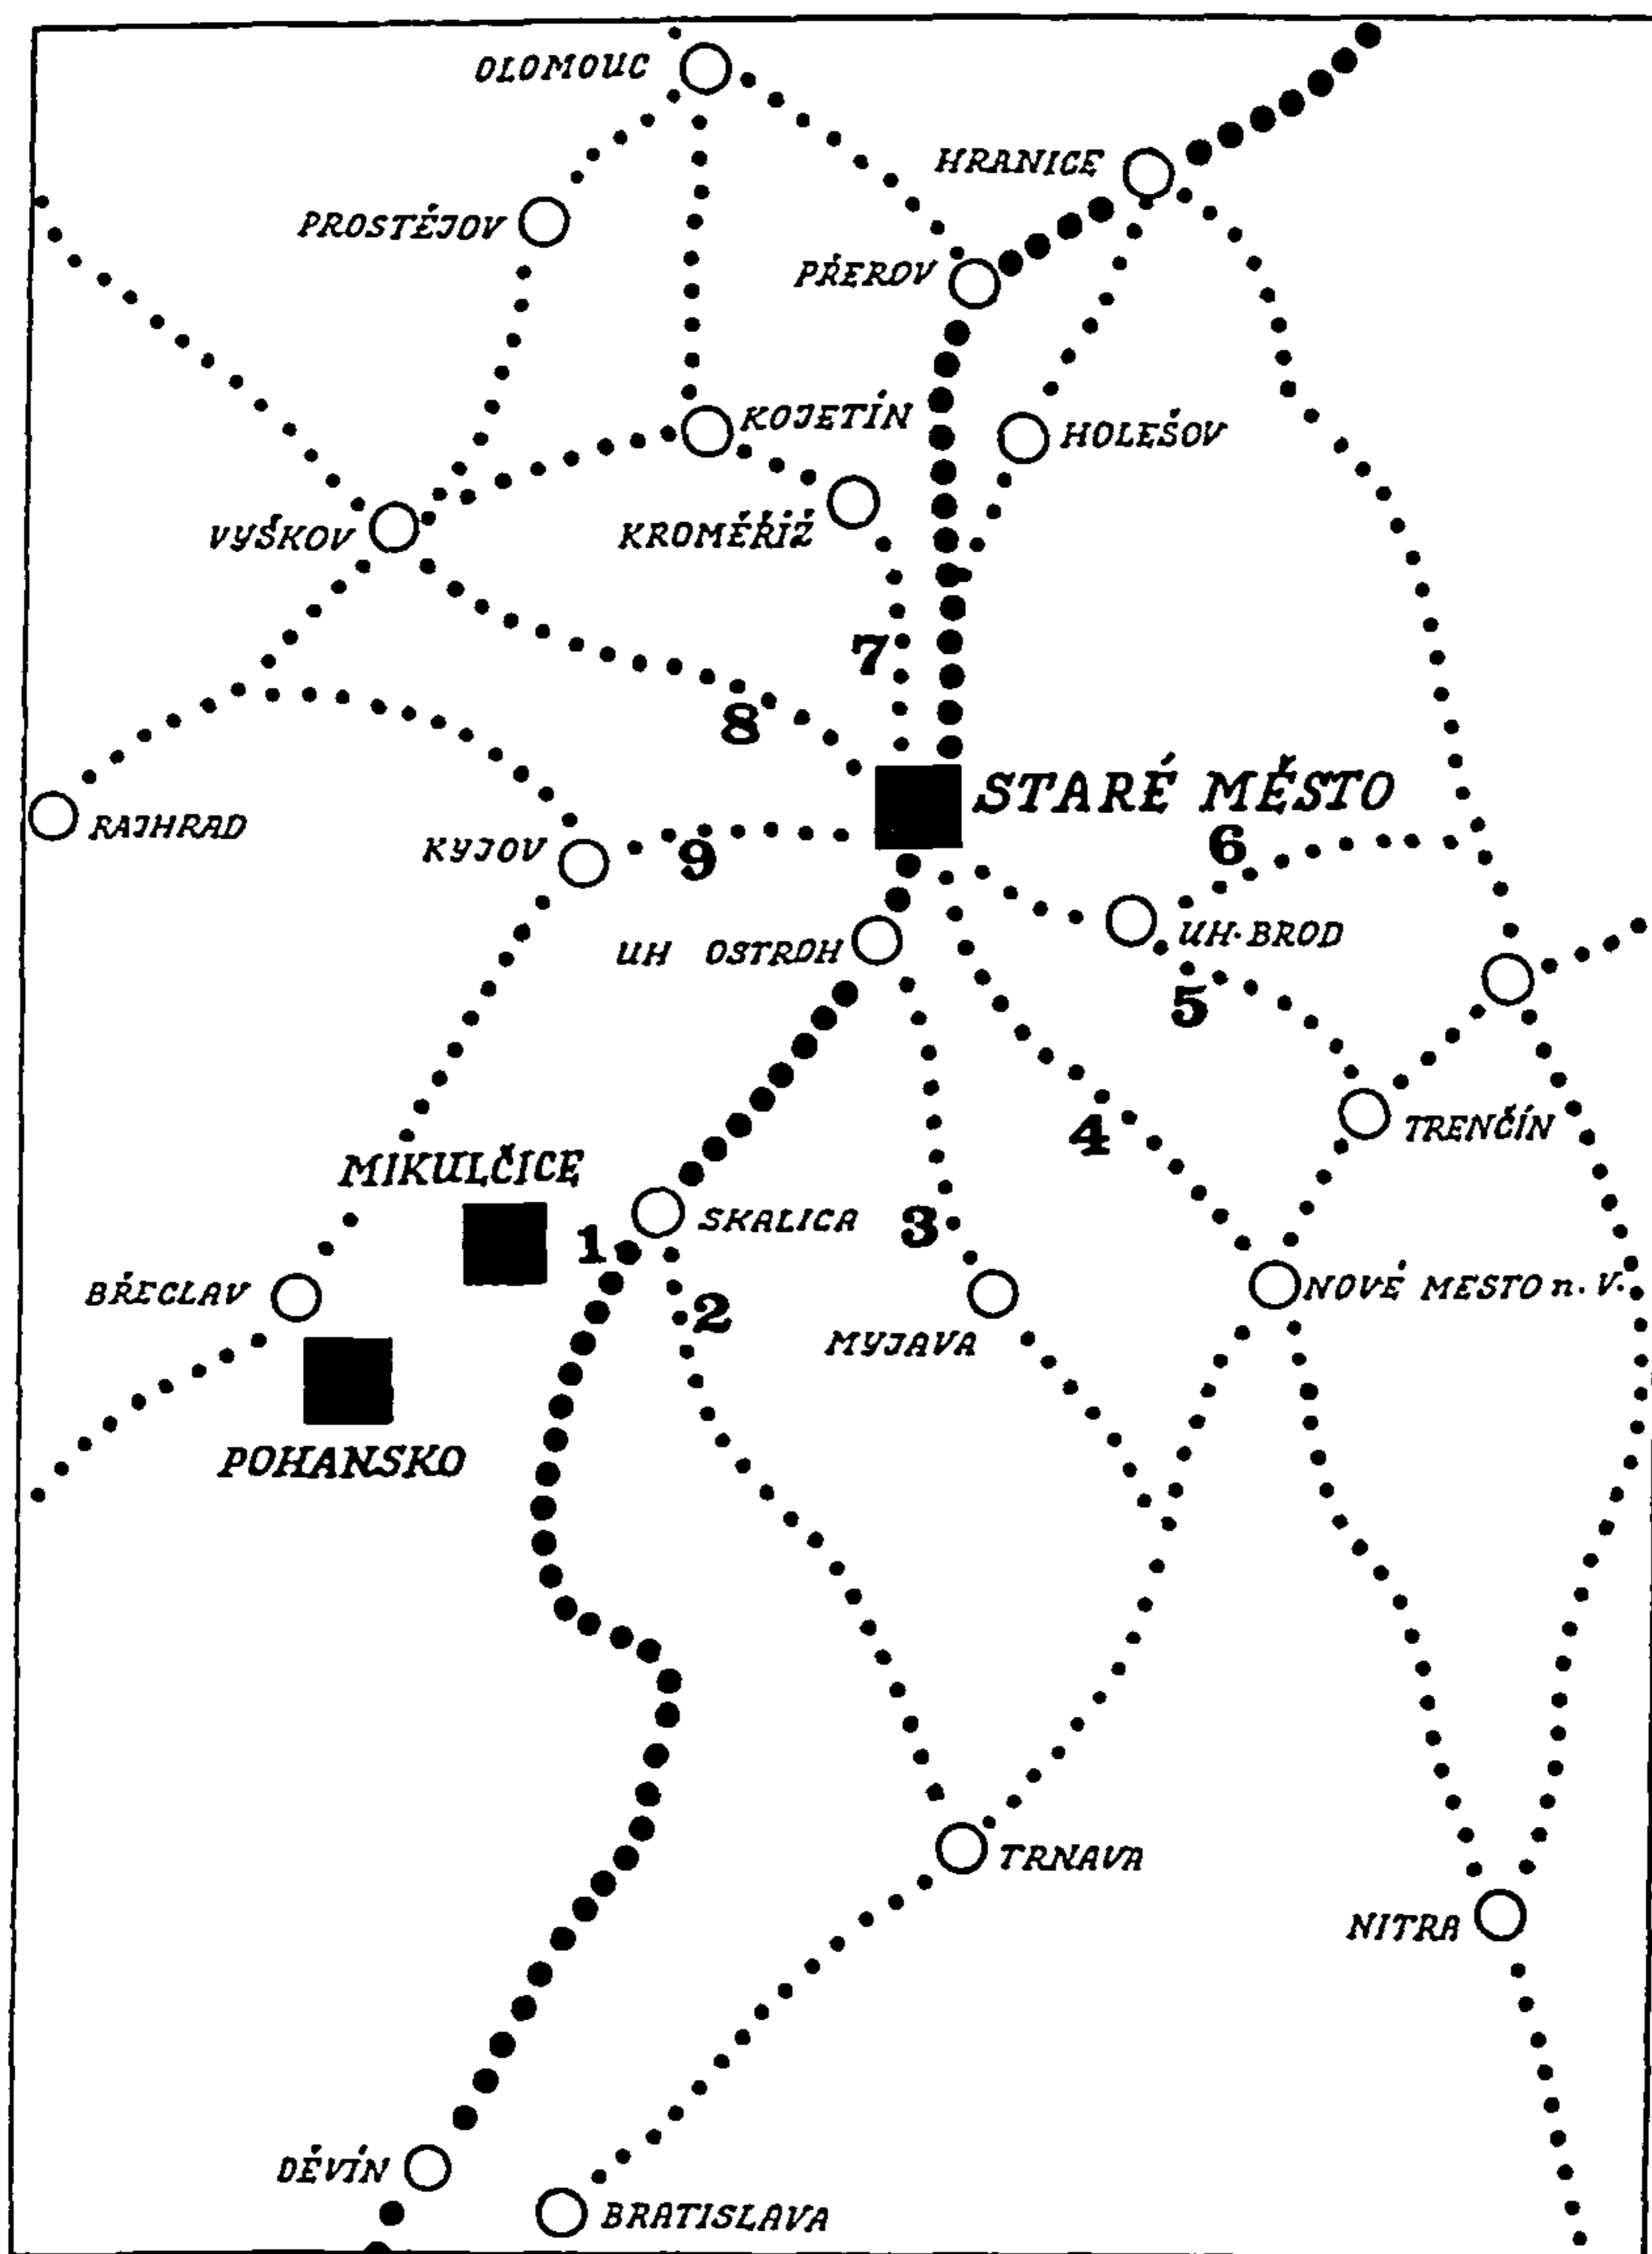 OLOMOUC
HRANICE
PROSTĚJOV
PŘEROV
KOJETÍN
HOLEŠOV
VYŠKOV
KROMĚŘÍŽ
7
8
STARÉ MĚSTO
RAJHRAD
KYJOV
9
6
UH OSTROH
UH. BROD
5
TRENČÍN
4
MIKULČICE
SKALICA
3
1
BŘECLAV
NOVÉ MESTO n. V.
2
MYJAVA
POHANSKO
TRNAVA
NITRA
DĚVÍN
BRATISLAVA